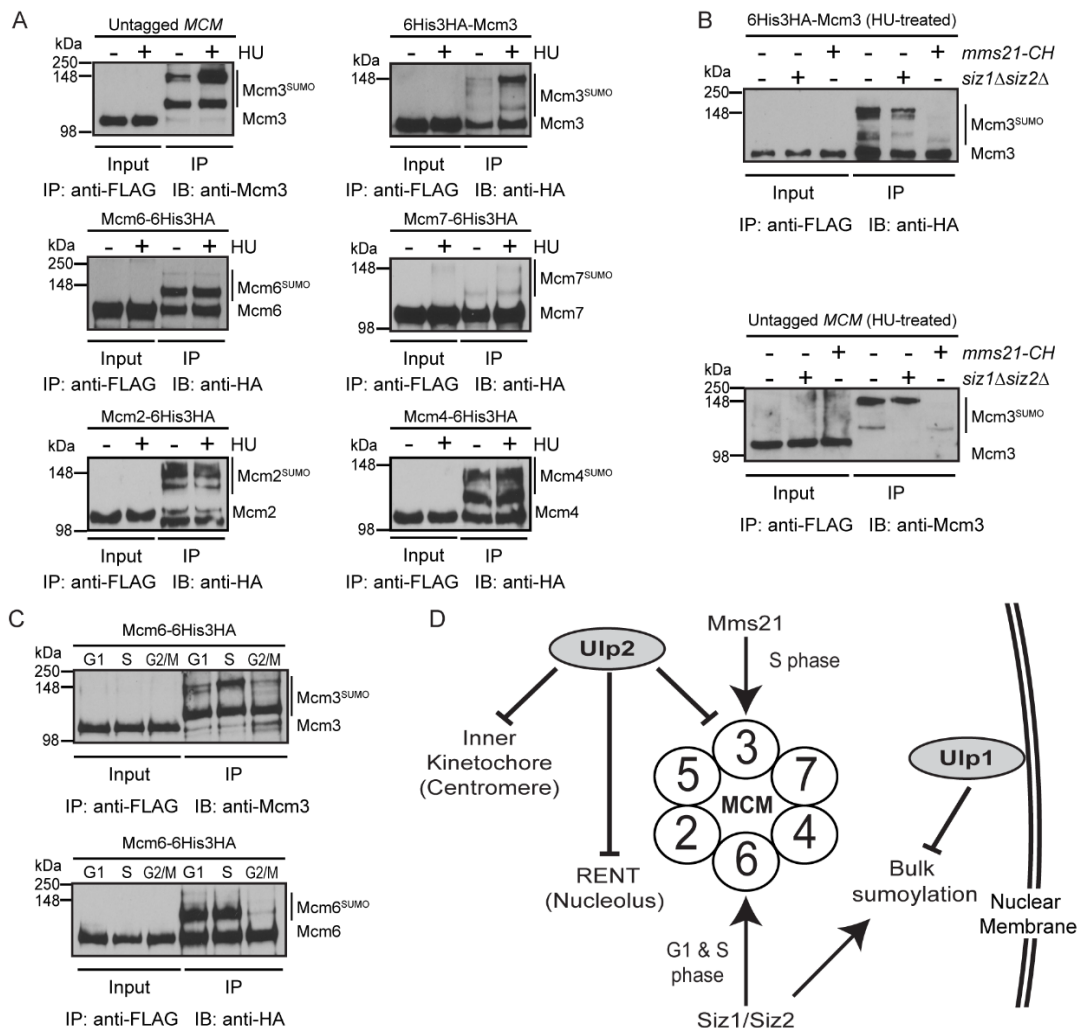 A
Untagged MCM
kDa
- + - + HU
250
148
98
Mcm3SUMO
Mcm3
Input IP
IP: anti-FLAG IB: anti-Mcm3
6His3HA-Mcm3
kDa
- + - + HU
148
98
Mcm3SUMO
Mcm3
Input IP
IP: anti-FLAG IB: anti-HA
Mcm6-6His3HA
kDa
- + - + HU
250
148
Mcm6SUMO
Mcm6
Input IP
IP: anti-FLAG IB: anti-HA
Mcm7-6His3HA
kDa
- + - + HU
148
98
Mcm7SUMO
Mcm7
Input IP
IP: anti-FLAG IB: anti-HA
Mcm2-6His3HA
kDa
- + - + HU
148
98
Mcm2SUMO
Mcm2
Input IP
IP: anti-FLAG IB: anti-HA
Mcm4-6His3HA
kDa
- + - + HU
148
98
Mcm4SUMO
Mcm4
Input IP
IP: anti-FLAG IB: anti-HA
B
6His3HA-Mcm3 (HU-treated)
- - + - - + mms21-CH
kDa
- + - - + - siz1Δsiz2Δ
250
148
Mcm3SUMO
Mcm3
Input IP
IP: anti-FLAG IB: anti-HA
Untagged MCM (HU-treated)
- - + - - + mms21-CH
kDa
- + - - + - siz1Δsiz2Δ
250
148
98
Mcm3SUMO
Mcm3
Input IP
IP: anti-FLAG IB: anti-Mcm3
C
Mcm6-6His3HA
kDa
G1 S G2/M G1 S G2/M
250
148
98
Mcm3SUMO
Mcm3
Input IP
IP: anti-FLAG IB: anti-Mcm3
Mcm6-6His3HA
kDa
G1 S G2/M G1 S G2/M
250
148
Mcm6SUMO
Mcm6
Input IP
IP: anti-FLAG IB: anti-HA
D
Mms21
Ulp2
S phase
Inner
Kinetochore
(Centromere)
RENT
(Nucleolus)
3
5 7
MCM
2 4
6
Ulp1
Bulk
sumoylation
Nuclear
Membrane
G1 & S
phase
Siz1/Siz2